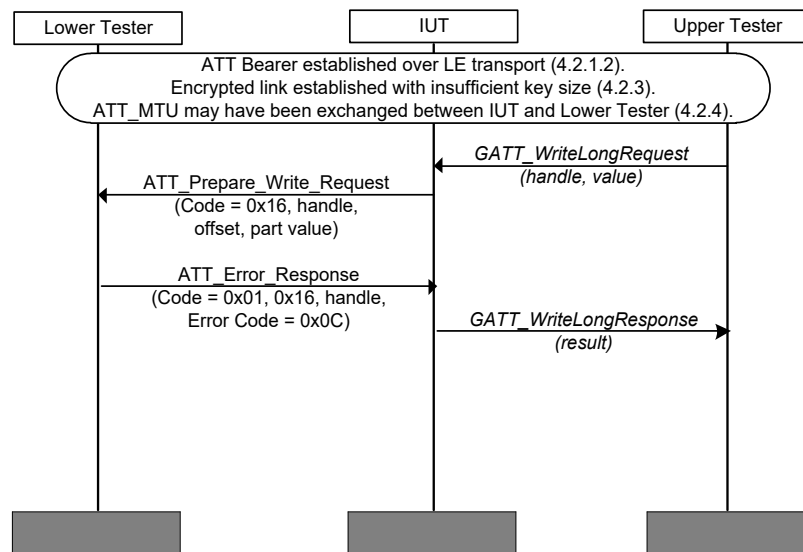 Lower Tester
IUT
Upper Tester
ATT Bearer established over LE transport (4.2.1.2).
Encrypted link established with insufficient key size (4.2.3).
ATT_MTU may have been exchanged between IUT and Lower Tester (4.2.4).
GATT_WriteLongRequest
(handle, value)
ATT_Prepare_Write_Request
(Code = 0x16, handle,
offset, part value)
ATT_Error_Response
(Code = 0x01, 0x16, handle,
Error Code = 0x0C)
GATT_WriteLongResponse
(result)